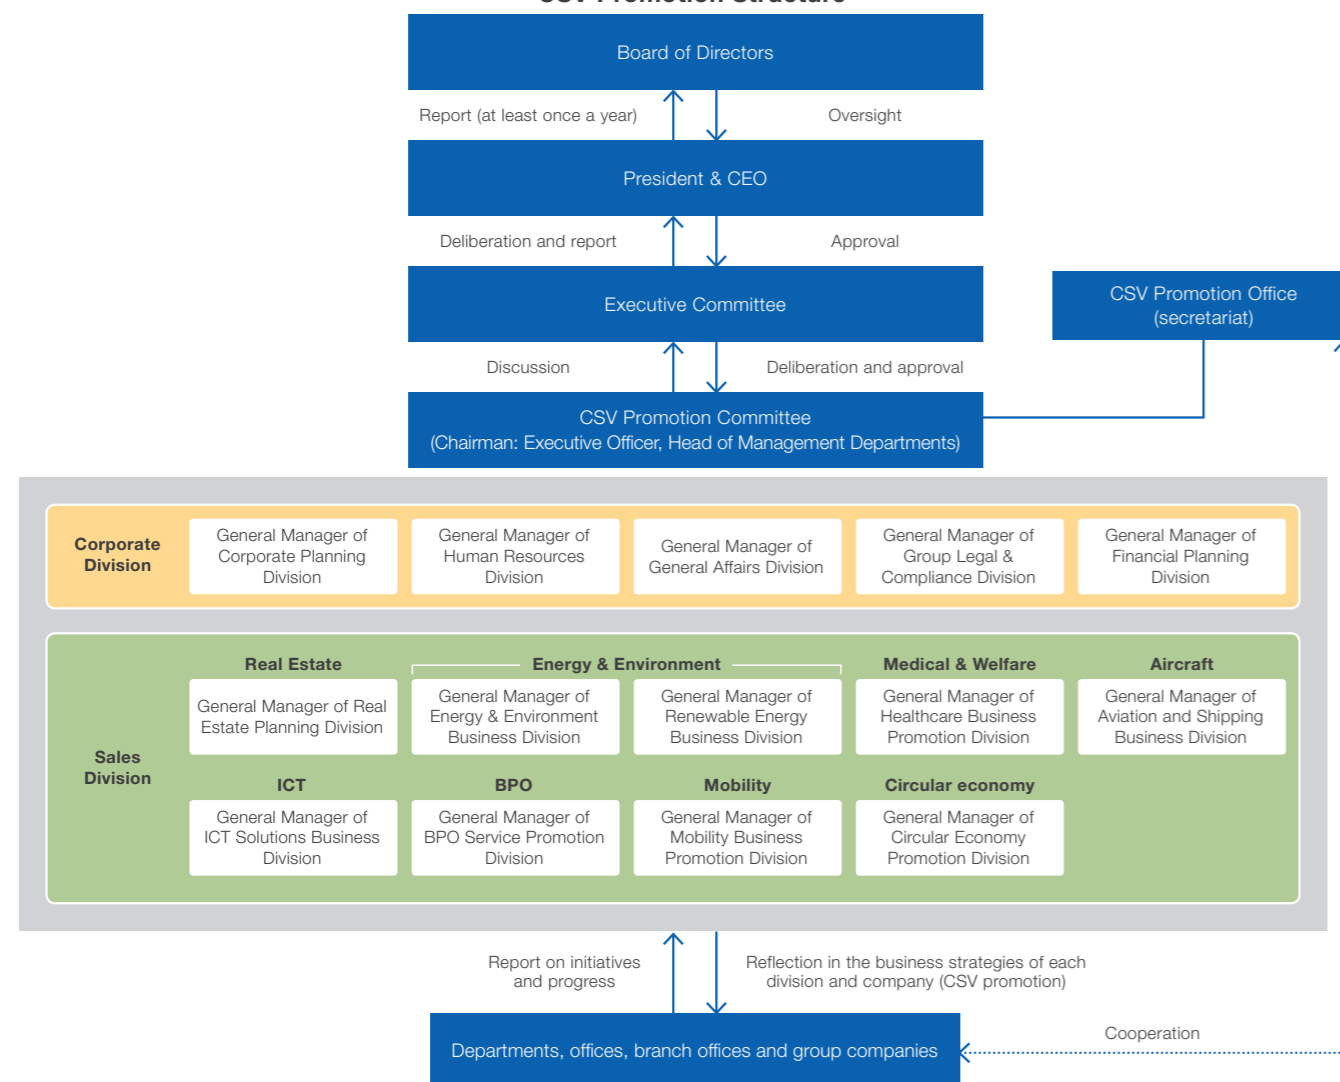 CSV Promotion Structure
Board of Directors
Report (at least once a year)
Oversight
President & CEO
Deliberation and report
Approval
Executive Committee
CSV Promotion Office
(secretariat)
Discussion
Deliberation and approval
CSV Promotion Committee
(Chairman: Executive Officer, Head of Management Departments)
Corporate
Division
General Manager of
Corporate Planning
Division
General Manager of
Human Resources
Division
General Manager of
General Affairs Division
General Manager of
Group Legal &
Compliance Division
General Manager of
Financial Planning
Division
Sales
Division
Real Estate
General Manager of Real
Estate Planning Division
Energy & Environment
General Manager of
Energy & Environment
Business Division
General Manager of
Renewable Energy
Business Division
Medical & Welfare
General Manager of
Healthcare Business
Promotion Division
Aircraft
General Manager of
Aviation and Shipping
Business Division
ICT
General Manager of
ICT Solutions Business
Division
BPO
General Manager of
BPO Service Promotion
Division
Mobility
General Manager of
Mobility Business
Promotion Division
Circular economy
General Manager of
Circular Economy
Promotion Division
Report on initiatives
and progress
Reflection in the business strategies of each
division and company (CSV promotion)
Departments, offices, branch offices and group companies
Cooperation